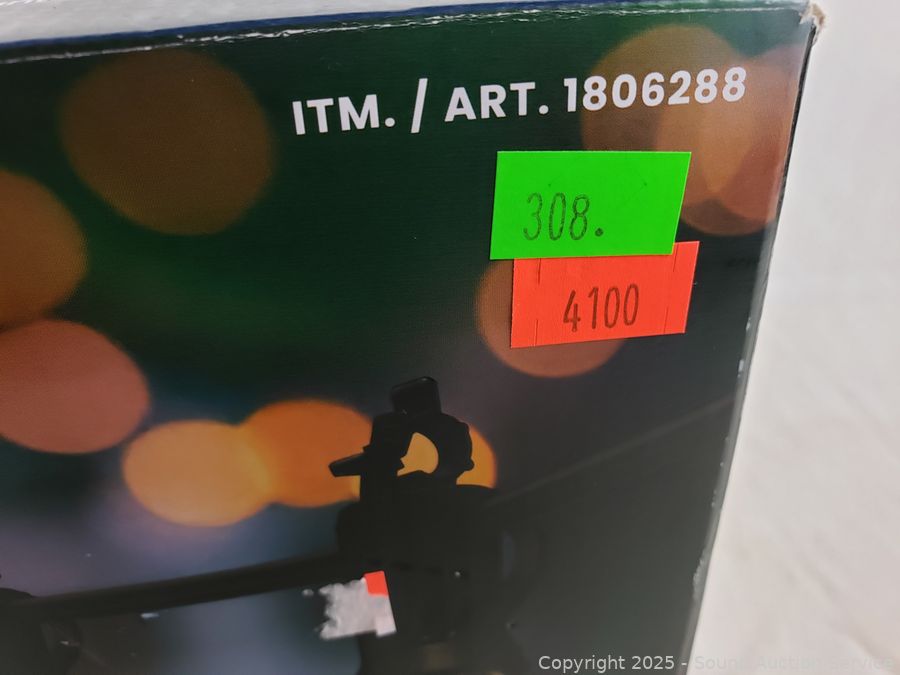 ITM. / ART. 1806288
308.
4100
Copyright 2025 - Sound Auction Service